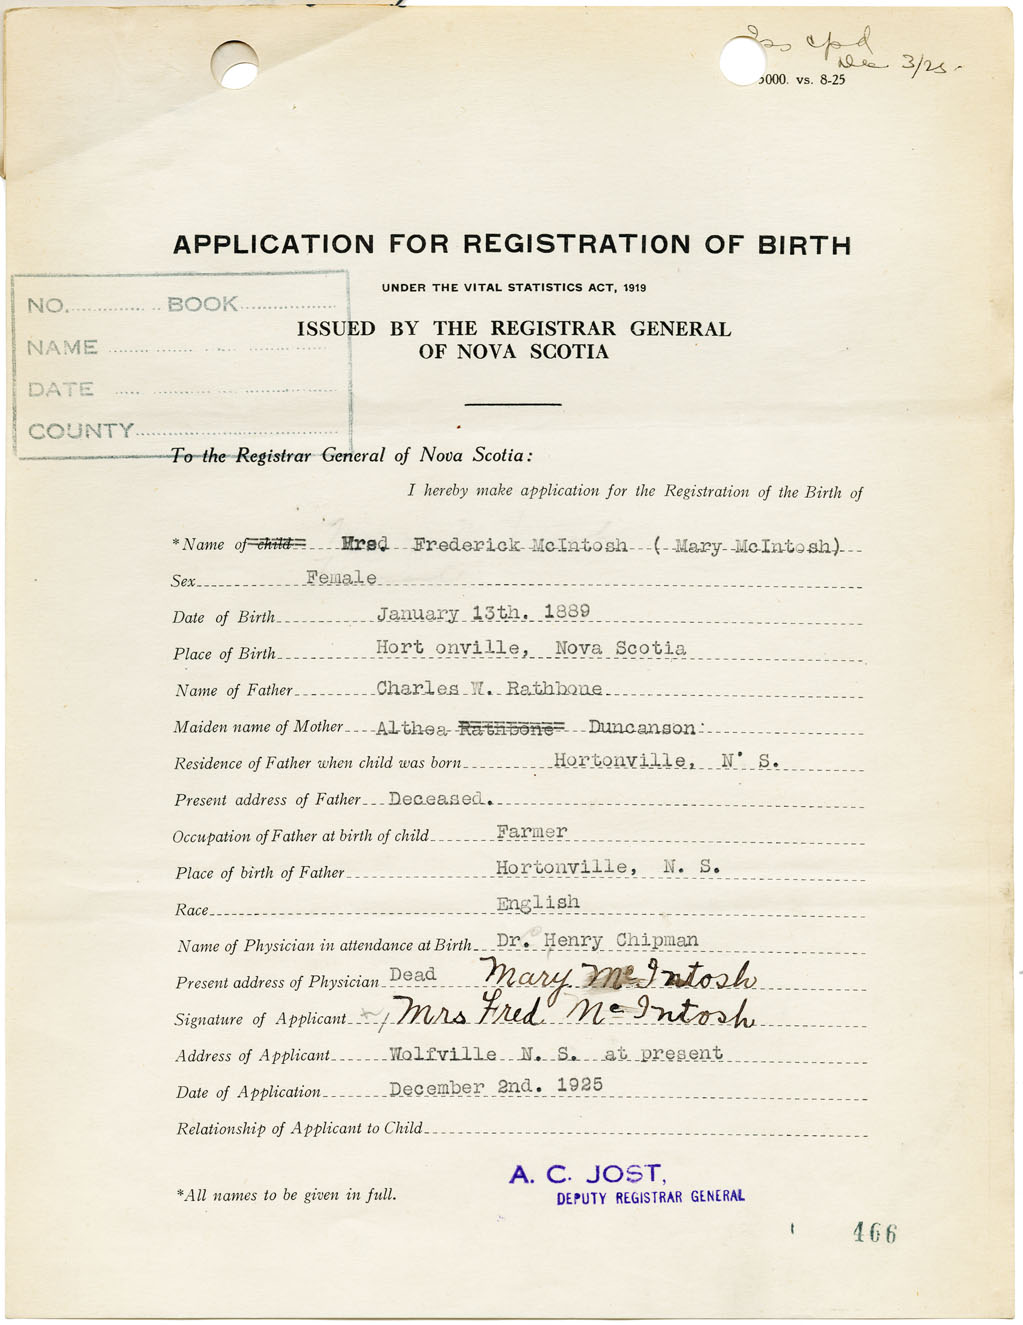 cpd
Dec 3/25.
5000. vs. 8-25
APPLICATION FOR REGISTRATION OF BIRTH
UNDER THE VITAL STATISTICS ACT, 1919
ISSUED BY THE REGISTRAR GENERAL
OF NOVA SCOTIA
NO. BOOK
NAME
DATE
COUNTY
To the Registrar General of Nova Scotia:
I hereby make application for the Registration of the Birth of
*Name of child Mrs. Frederick McIntosh ( Mary McIntosh)
Sex Female
Date of Birth January 13th. 1889
Place of Birth Hort onville, Nova Scotia
Name of Father Charles W. Rathbone
Maiden name of Mother Althea Rathbone Duncanson
Residence of Father when child was born Hortonville, N. S.
Present address of Father Deceased.
Occupation of Father at birth of child Farmer
Place of birth of Father Hortonville, N. S.
Race English
Name of Physician in attendance at Birth Dr. Henry Chipman
Present address of Physician Dead Mary McIntosh
Signature of Applicant Mrs Fred McIntosh
Address of Applicant Wolfville N. S. at present
Date of Application December 2nd. 1925
Relationship of Applicant to Child
A. C. JOST,
*All names to be given in full. DEPUTY REGISTRAR GENERAL
466